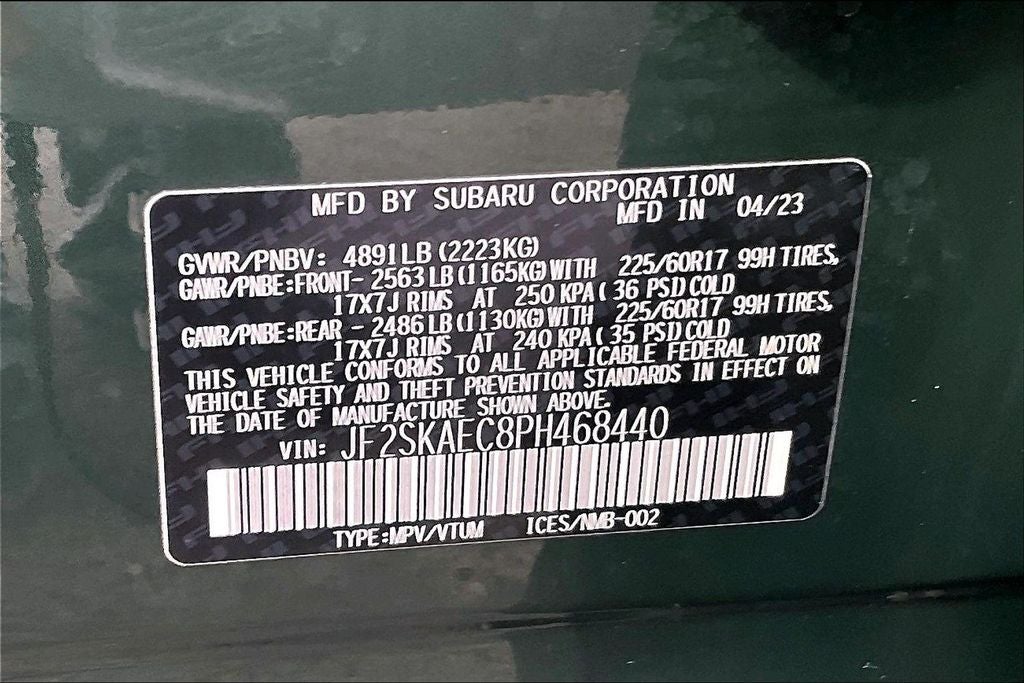 MFD BY SUBARU CORPORATION
MFD IN 04/23
GVWR/PNBV: 4891LB (2223KG)
GAWR/PNBE:FRONT- 2563LB (1165KG) WITH 225/60R17 99H TIRES,
17X7J RIMS AT 250 KPA( 36 PSI) COLD
GAWR/PNBE:REAR - 2486LB (1130KG) WITH 225/60R17 99H TIRES,
17X7J RIMS AT 240 KPA( 35 PSI) COLD
THIS VEHICLE CONFORMS TO ALL APPLICABLE FEDERAL MOTOR
VEHICLE SAFETY AND THEFT PREVENTION STANDARDS IN EFFECT ON
THE DATE OF MANUFACTURE SHOWN ABOVE.
VIN: JF2SKAEC8PH468440
TYPE:MPV/VTUM ICES/NMB-002